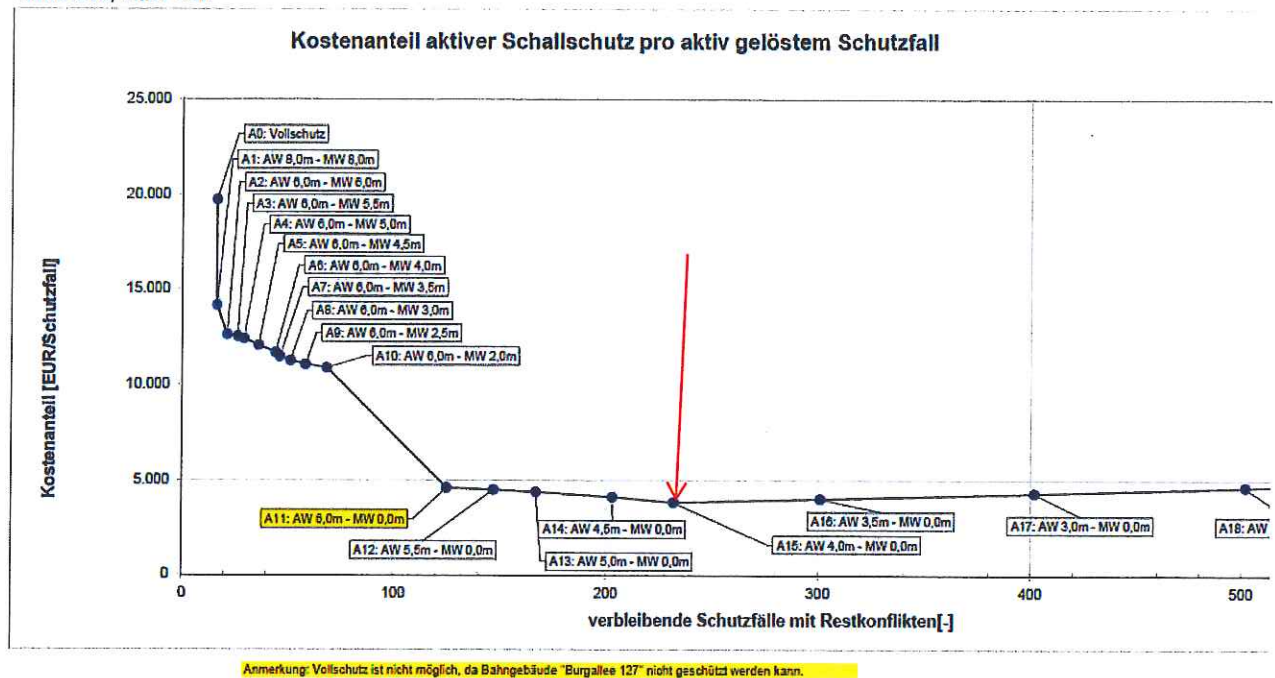 Kostenanteil aktiver Schallschutz pro aktiv gelöstem Schutzfall
Kostenanteil [EUR/Schutzfall]
25.000
20.000
15.000
10.000
5.000
0
A0: Vollschutz
A1: AW 8,0m - MW 8,0m
A2: AW 6,0m - MW 6,0m
A3: AW 6,0m - MW 5,5m
A4: AW 6,0m - MW 5,0m
A5: AW 6,0m - MW 4,5m
A6: AW 6,0m - MW 4,0m
A7: AW 6,0m - MW 3,5m
A8: AW 6,0m - MW 3,0m
A9: AW 6,0m - MW 2,5m
A10: AW 6,0m - MW 2,0m
A11: AW 6,0m - MW 0,0m
A12: AW 5,5m - MW 0,0m
A13: AW 5,0m - MW 0,0m
A14: AW 4,5m - MW 0,0m
A15: AW 4,0m - MW 0,0m
A16: AW 3,5m - MW 0,0m
A17: AW 3,0m - MW 0,0m
A18: AW
0 100 200 300 400 500
verbleibende Schutzfälle mit Restkonflikten[-]
Anmerkung: Vollschutz ist nicht möglich, da Bahngebäude "Burgallee 127" nicht geschützt werden kann.